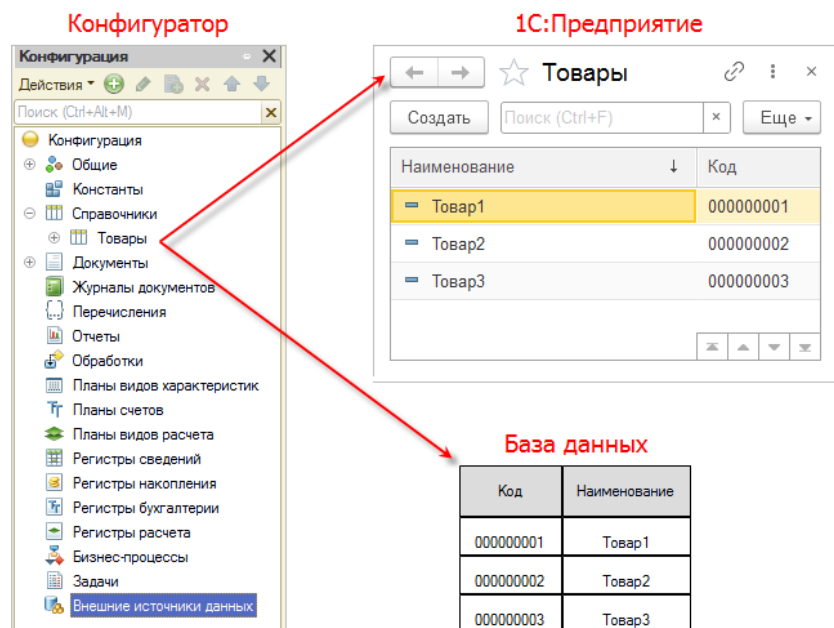 Конфигуратор
Конфигурация
Действия
Поиск (Ctrl+Alt+M)
Конфигурация
Общие
Константы
Справочники
Товары
Документы
Журналы документов
Перечисления
Отчеты
Обработки
Планы видов характеристик
Планы счетов
Планы видов расчета
Регистры сведений
Регистры накопления
Регистры бухгалтерии
Регистры расчета
Бизнес-процессы
Задачи
Внешние источники данных
1С:Предприятие
Товары
Создать Поиск (Ctrl+F) × Еще
Наименование ↓ Код
Товар1 000000001
Товар2 000000002
Товар3 000000003
База данных
Код Наименование
000000001 Товар1
000000002 Товар2
000000003 Товар3